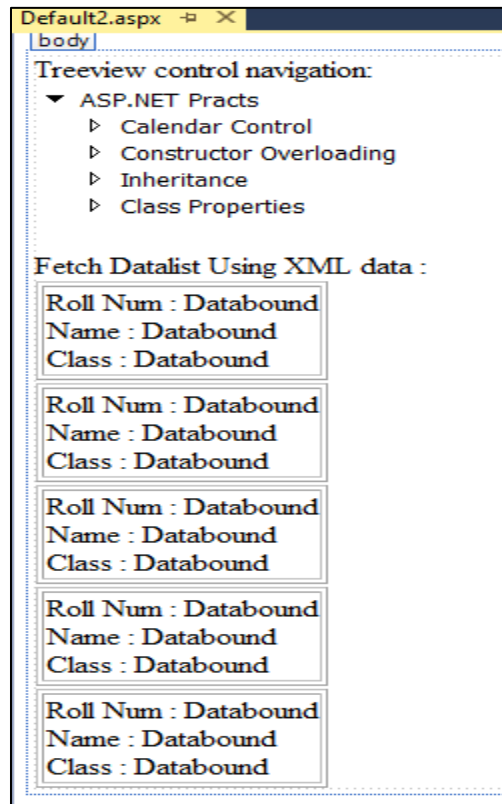 Default2.aspx
body
Treeview control navigation:
ASP.NET Practs
Calendar Control
Constructor Overloading
Inheritance
Class Properties
Fetch Datalist Using XML data :
Roll Num : Databound
Name : Databound
Class : Databound
Roll Num : Databound
Name : Databound
Class : Databound
Roll Num : Databound
Name : Databound
Class : Databound
Roll Num : Databound
Name : Databound
Class : Databound
Roll Num : Databound
Name : Databound
Class : Databound